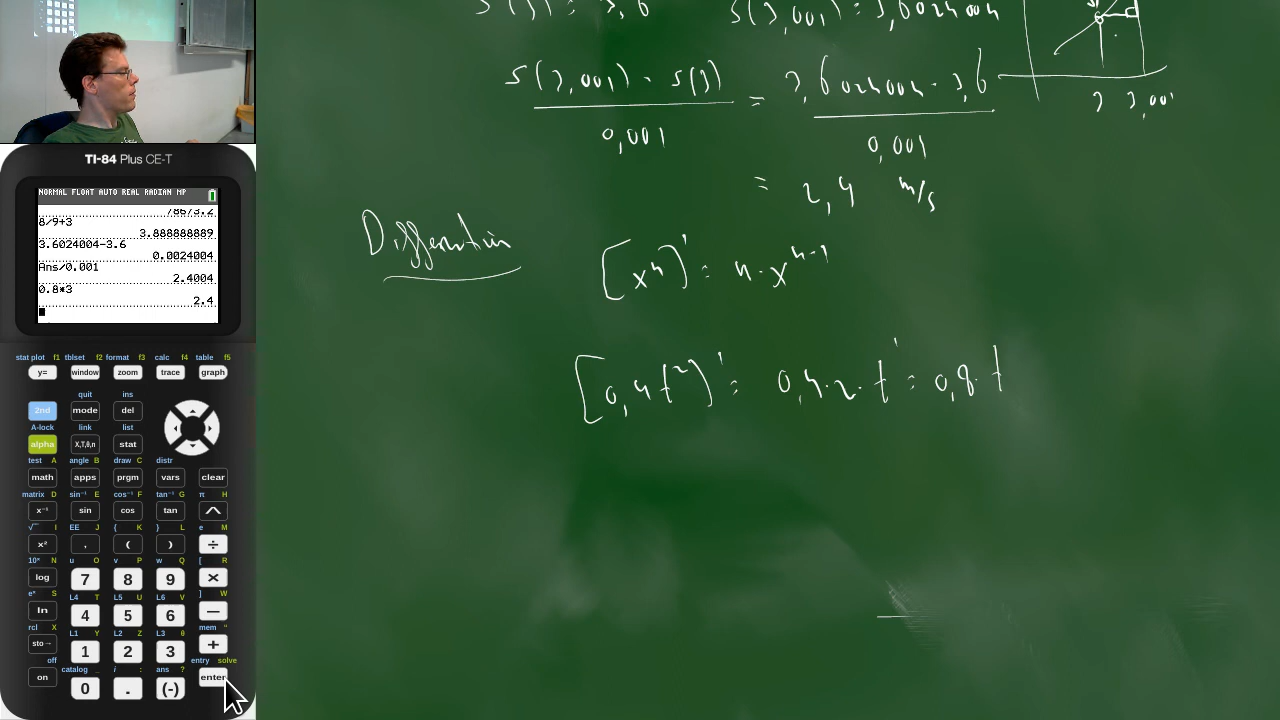 s(3) = 3,6 s(3,001) = 3,6024004
s(3,001) - s(3) = 3,6024004 - 3,6
0,001 0,001
3 3,001
= 2,4 m/s
[x^n]' = n·x^{n-1}
[0,4t²)' = 0,4·2·t' = 0,8·t
TI-84 Plus CE-T
NORMAL FLOAT AUTO REAL RADIAN MP
8/9+3
3.888888889
3.6024004-3.6
0.0024004
Ans/0.001
2.4004
0.8*3
2.4
stat plot f1 tblset f2 format f3 calc f4 table f5
y= window zoom trace graph
quit ins
2nd mode del
A-lock link list
alpha X,T,θ,n stat
test A angle B draw C distr
math apps prgm vars clear
matrix D sin⁻¹ E cos⁻¹ F tan⁻¹ G π H
x⁻¹ sin cos tan ^
√ I EE J { K } L e M
x² , ( ) ÷
10ˣ N u O v P w Q [ R
log 7 8 9 ×
eˣ S L4 T L5 U L6 V ] W
ln 4 5 6 −
rcl X L1 Y L2 Z L3 θ mem "
sto→ 1 2 3 +
off catalog _ i : ans ? entry solve
on 0 . (-) enter